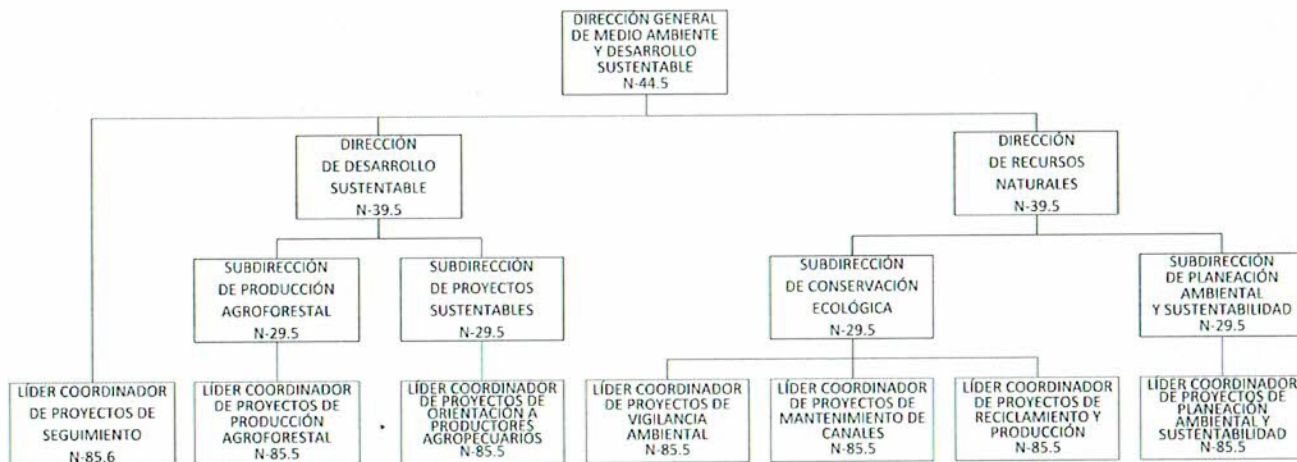 DIRECCIÓN GENERAL
DE MEDIO AMBIENTE
Y DESARROLLO
SUSTENTABLE
N-44.5
DIRECCIÓN
DE DESARROLLO
SUSTENTABLE
N-39.5
DIRECCIÓN
DE RECURSOS
NATURALES
N-39.5
SUBDIRECCIÓN
DE PRODUCCIÓN
AGROFORESTAL
N-29.5
SUBDIRECCIÓN
DE PROYECTOS
SUSTENTABLES
N-29.5
SUBDIRECCIÓN
DE CONSERVACIÓN
ECOLÓGICA
N-29.5
SUBDIRECCIÓN
DE PLANEACIÓN
AMBIENTAL
Y SUSTENTABILIDAD
N-29.5
LÍDER COORDINADOR
DE PROYECTOS DE
SEGUIMIENTO
N-85.6
LÍDER COORDINADOR
DE PROYECTOS DE
PRODUCCIÓN
AGROFORESTAL
N-85.5
LÍDER COORDINADOR
DE PROYECTOS DE
ORIENTACIÓN A
PRODUCTORES
AGROPECUARIOS
N-85.5
LÍDER COORDINADOR
DE PROYECTOS DE
VIGILANCIA
AMBIENTAL
N-85.5
LÍDER COORDINADOR
DE PROYECTOS DE
MANTENIMIENTO DE
CANALES
N-85.5
LÍDER COORDINADOR
DE PROYECTOS DE
RECICLAMIENTO Y
PRODUCCIÓN
N-85.5
LÍDER COORDINADOR
DE PROYECTOS DE
PLANEACIÓN
AMBIENTAL Y
SUSTENTABILIDAD
N-85.5